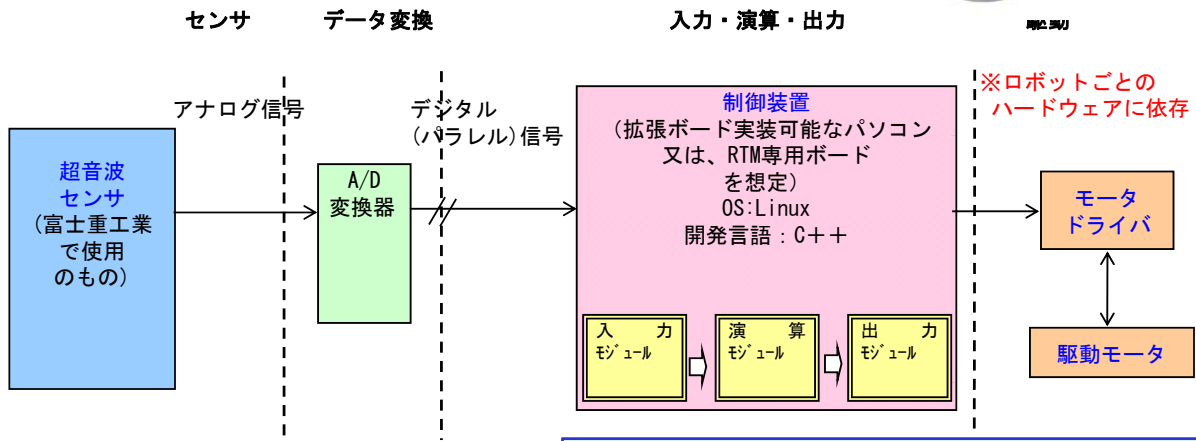 センサ
データ変換
入力・演算・出力
駆動
アナログ信号
デジタル
(パラレル)信号
※ロボットごとの
ハードウェアに依存
超音波
センサ
(富士重工業
で使用
のもの)
A/D
変換器
制御装置
(拡張ボード実装可能なパソコン
又は、RTM専用ボード
を想定)
OS:Linux
開発言語:C++
入 力
モジュール
演 算
モジュール
出 力
モジュール
モータ
ドライバ
駆動モータ